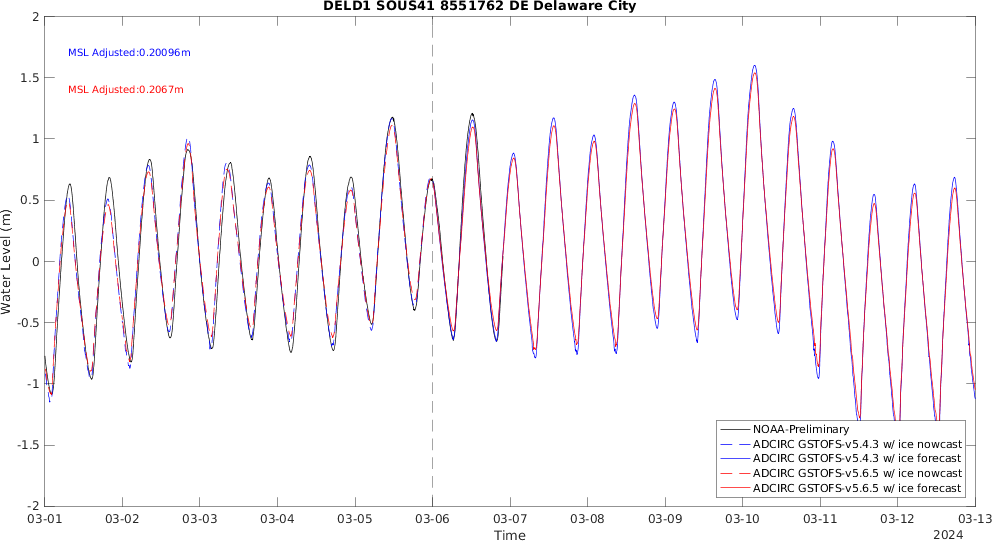 DELD1 SOUS41 8551762 DE Delaware City
MSL Adjusted:0.20096m
MSL Adjusted:0.2067m
Water Level (m)
2
1.5
1
0.5
0
-0.5
-1
-1.5
-2
NOAA-Preliminary
ADCIRC GSTOFS-v5.4.3 w/ ice nowcast
ADCIRC GSTOFS-v5.4.3 w/ ice forecast
ADCIRC GSTOFS-v5.6.5 w/ ice nowcast
ADCIRC GSTOFS-v5.6.5 w/ ice forecast
03-01 03-02 03-03 03-04 03-05 03-06 03-07 03-08 03-09 03-10 03-11 03-12 03-13
Time
2024